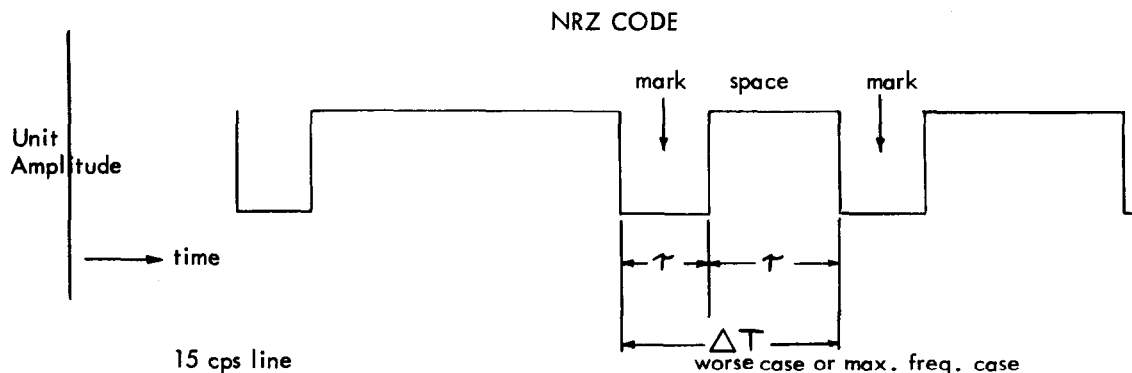 NRZ CODE
mark space mark
Unit
Amplitude
time
τ τ
ΔT
15 cps line
worse case or max. freq. case